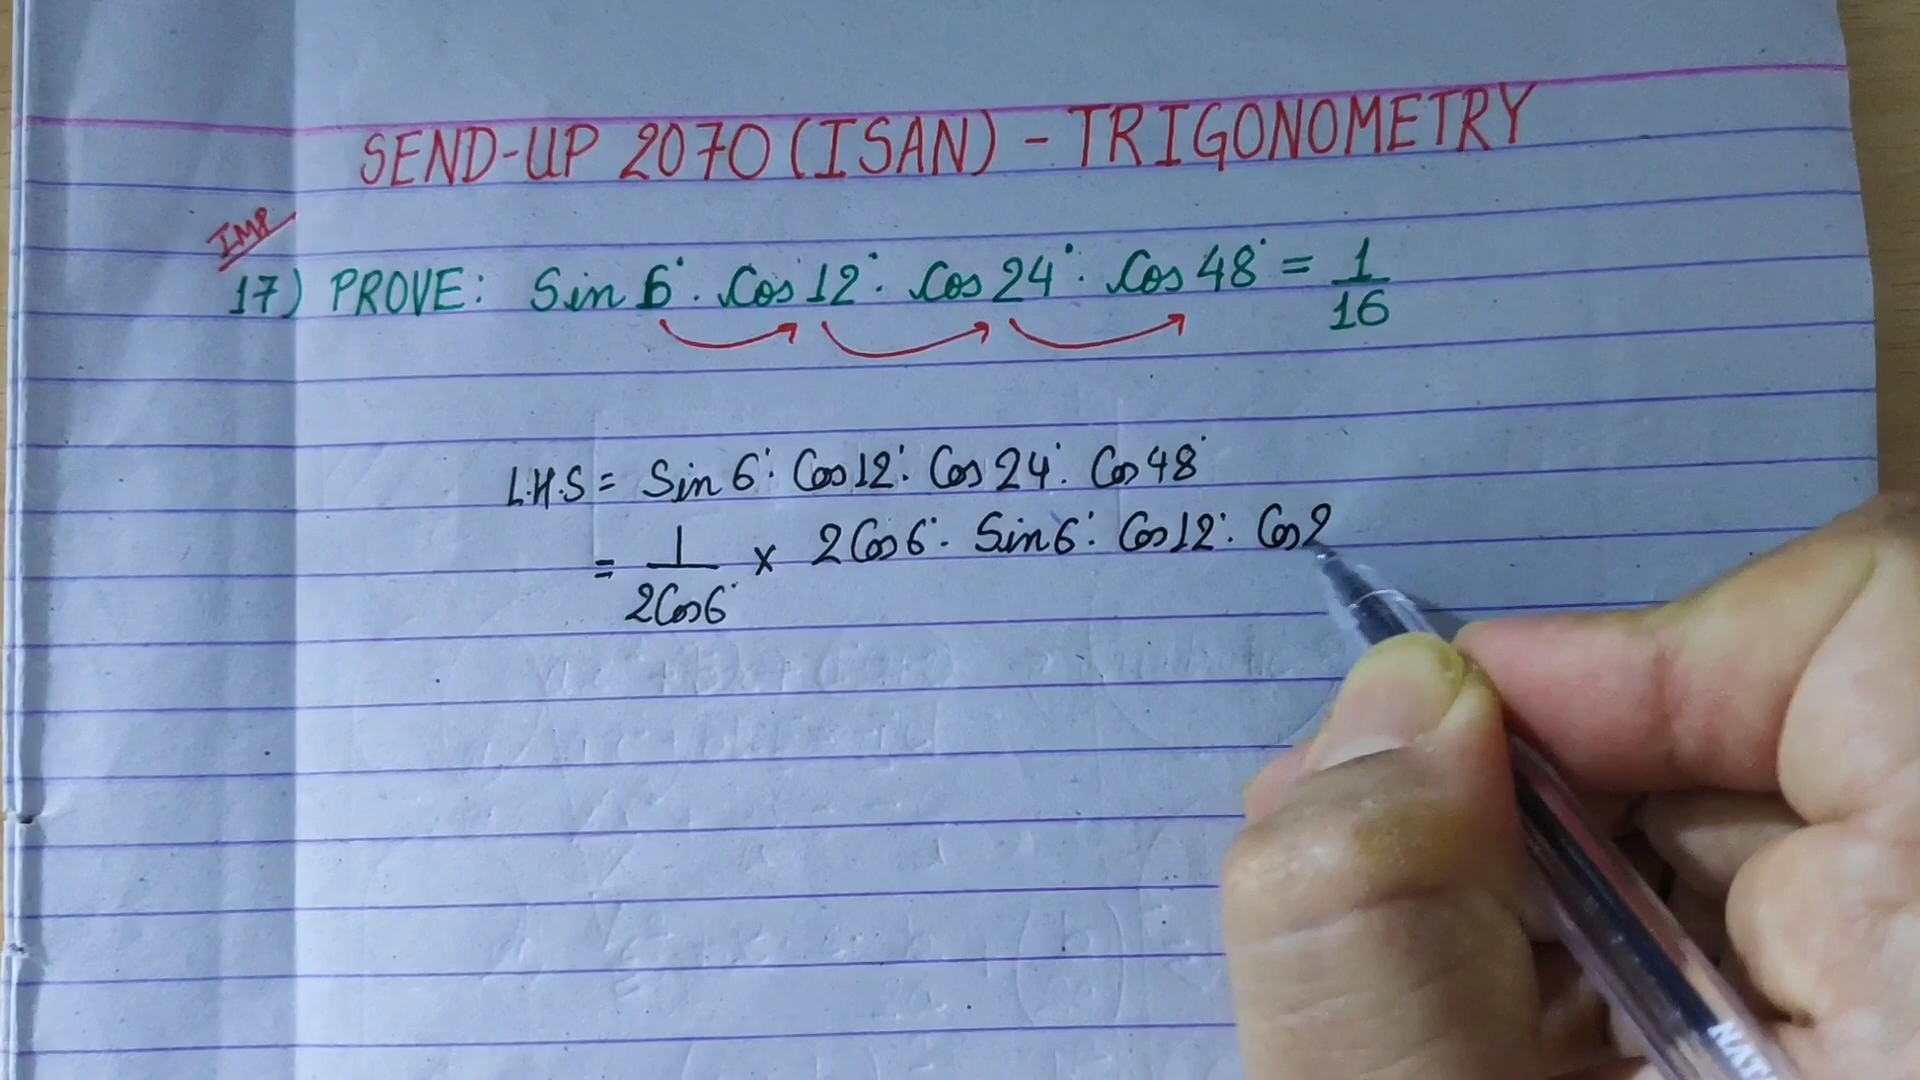 SEND-UP 2070 (ISAN) - TRIGONOMETRY
IMP
17) PROVE: Sin 6° . Cos 12° . Cos 24° . Cos 48° = 1/16
L.H.S = Sin 6° . Cos 12° . Cos 24° . Cos 48°
= 1/2Cos6° × 2Cos6° . Sin6° . Cos12° . Cos2
NATA